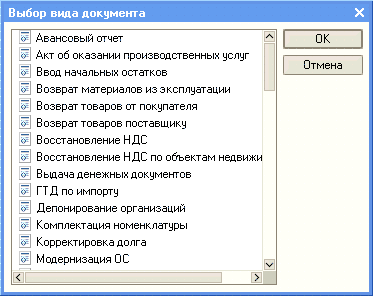 Выбор вида документа
Авансовый отчет
Акт об оказании производственных услуг
Ввод начальных остатков
Возврат материалов из эксплуатации
Возврат товаров от покупателя
Возврат товаров поставщику
Восстановление НДС
Восстановление НДС по объектам недвижи
Выдача денежных документов
ГТД по импорту
Депонирование организаций
Комплектация номенклатуры
Корректировка долга
Модернизация ОС
OK
Отмена